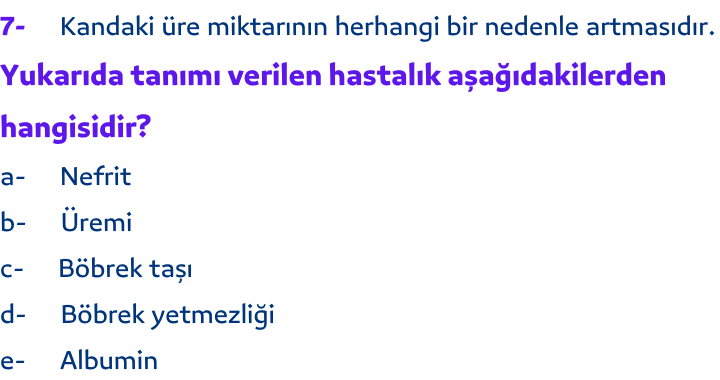 7- Kandaki üre miktarının herhangi bir nedenle artmasıdır.
Yukarıda tanımı verilen hastalık aşağıdakilerden
hangisidir?
a- Nefrit
b- Üremi
c- Böbrek taşı
d- Böbrek yetmezliği
e- Albumin